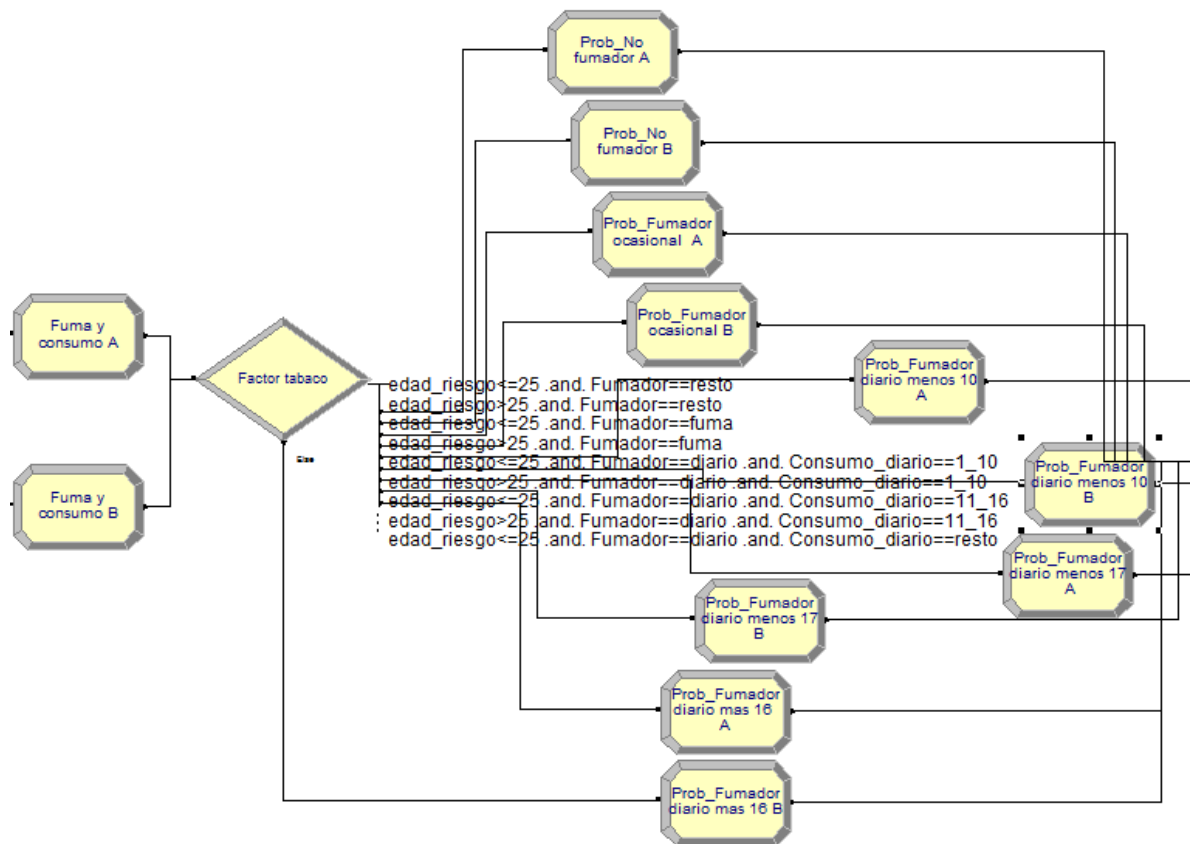 Prob_No
fumador A
Prob_No
fumador B
Prob_Fumador
ocasional A
Prob_Fumador
ocasional B
Fuma y
consumo A
Factor tabaco
Prob_Fumador
diario menos 10
A
edad_riesgo<=25 .and. Fumador==resto
edad_riesgo>25 .and. Fumador==resto
edad_riesgo<=25 .and. Fumador==fuma
edad_riesgo>25 .and. Fumador==fuma
edad_riesgo<=25 .and. Fumador==diario .and. Consumo_diario==1_10
edad_riesgo>25 .and. Fumador==diario .and. Consumo_diario==1_10
edad_riesgo<=25 .and. Fumador==diario .and. Consumo_diario==11_16
edad_riesgo>25 .and. Fumador==diario .and. Consumo_diario==11_16
edad_riesgo<=25 .and. Fumador==diario .and. Consumo_diario==resto
Else
Prob_Fumador
diario menos 10
B
Fuma y
consumo B
Prob_Fumador
diario menos 17
A
Prob_Fumador
diario menos 17
B
Prob_Fumador
diario mas 16
A
Prob_Fumador
diario mas 16 B